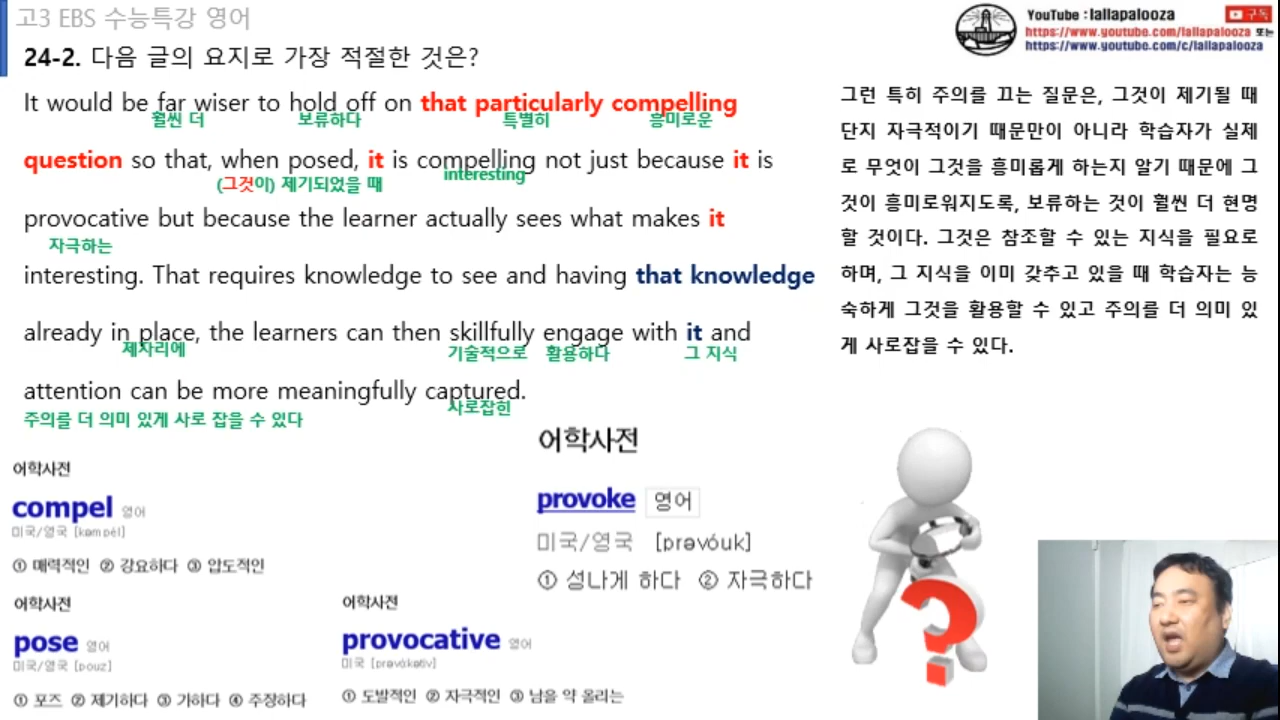 고3 EBS 수능특강 영어
YouTube : lallapalooza
구독
https://www.youtube.com/lallapalooza 또는
https://www.youtube.com/c/lallapalooza
24-2. 다음 글의 요지로 가장 적절한 것은?
It would be far wiser to hold off on that particularly compelling
훨씬 더 보류하다 특별히 흥미로운
question so that, when posed, it is compelling not just because it is
(그것이) 제기되었을 때 interesting
provocative but because the learner actually sees what makes it
자극하는
interesting. That requires knowledge to see and having that knowledge
already in place, the learners can then skillfully engage with it and
제자리에 기술적으로 활용하다 그 지식
attention can be more meaningfully captured.
주의를 더 의미 있게 사로 잡을 수 있다 사로잡힌
그런 특히 주의를 끄는 질문은, 그것이 제기될 때
단지 자극적이기 때문만이 아니라 학습자가 실제
로 무엇이 그것을 흥미롭게 하는지 알기 때문에 그
것이 흥미로워지도록, 보류하는 것이 훨씬 더 현명
할 것이다. 그것은 참조할 수 있는 지식을 필요로
하며, 그 지식을 이미 갖추고 있을 때 학습자는 능
숙하게 그것을 활용할 수 있고 주의를 더 의미 있
게 사로잡을 수 있다.
어학사전
compel 영어
미국/영국 [kəmpél]
① 매력적인 ② 강요하다 ③ 압도적인
어학사전
provoke 영어
미국/영국 [prəvóuk]
① 성나게 하다 ② 자극하다
어학사전
pose 영어
미국/영국 [pouz]
① 포즈 ② 제기하다 ③ 가하다 ④ 주장하다
어학사전
provocative 영어
미국 [prəvάkətiv]
① 도발적인 ② 자극적인 ③ 남을 약 올리는